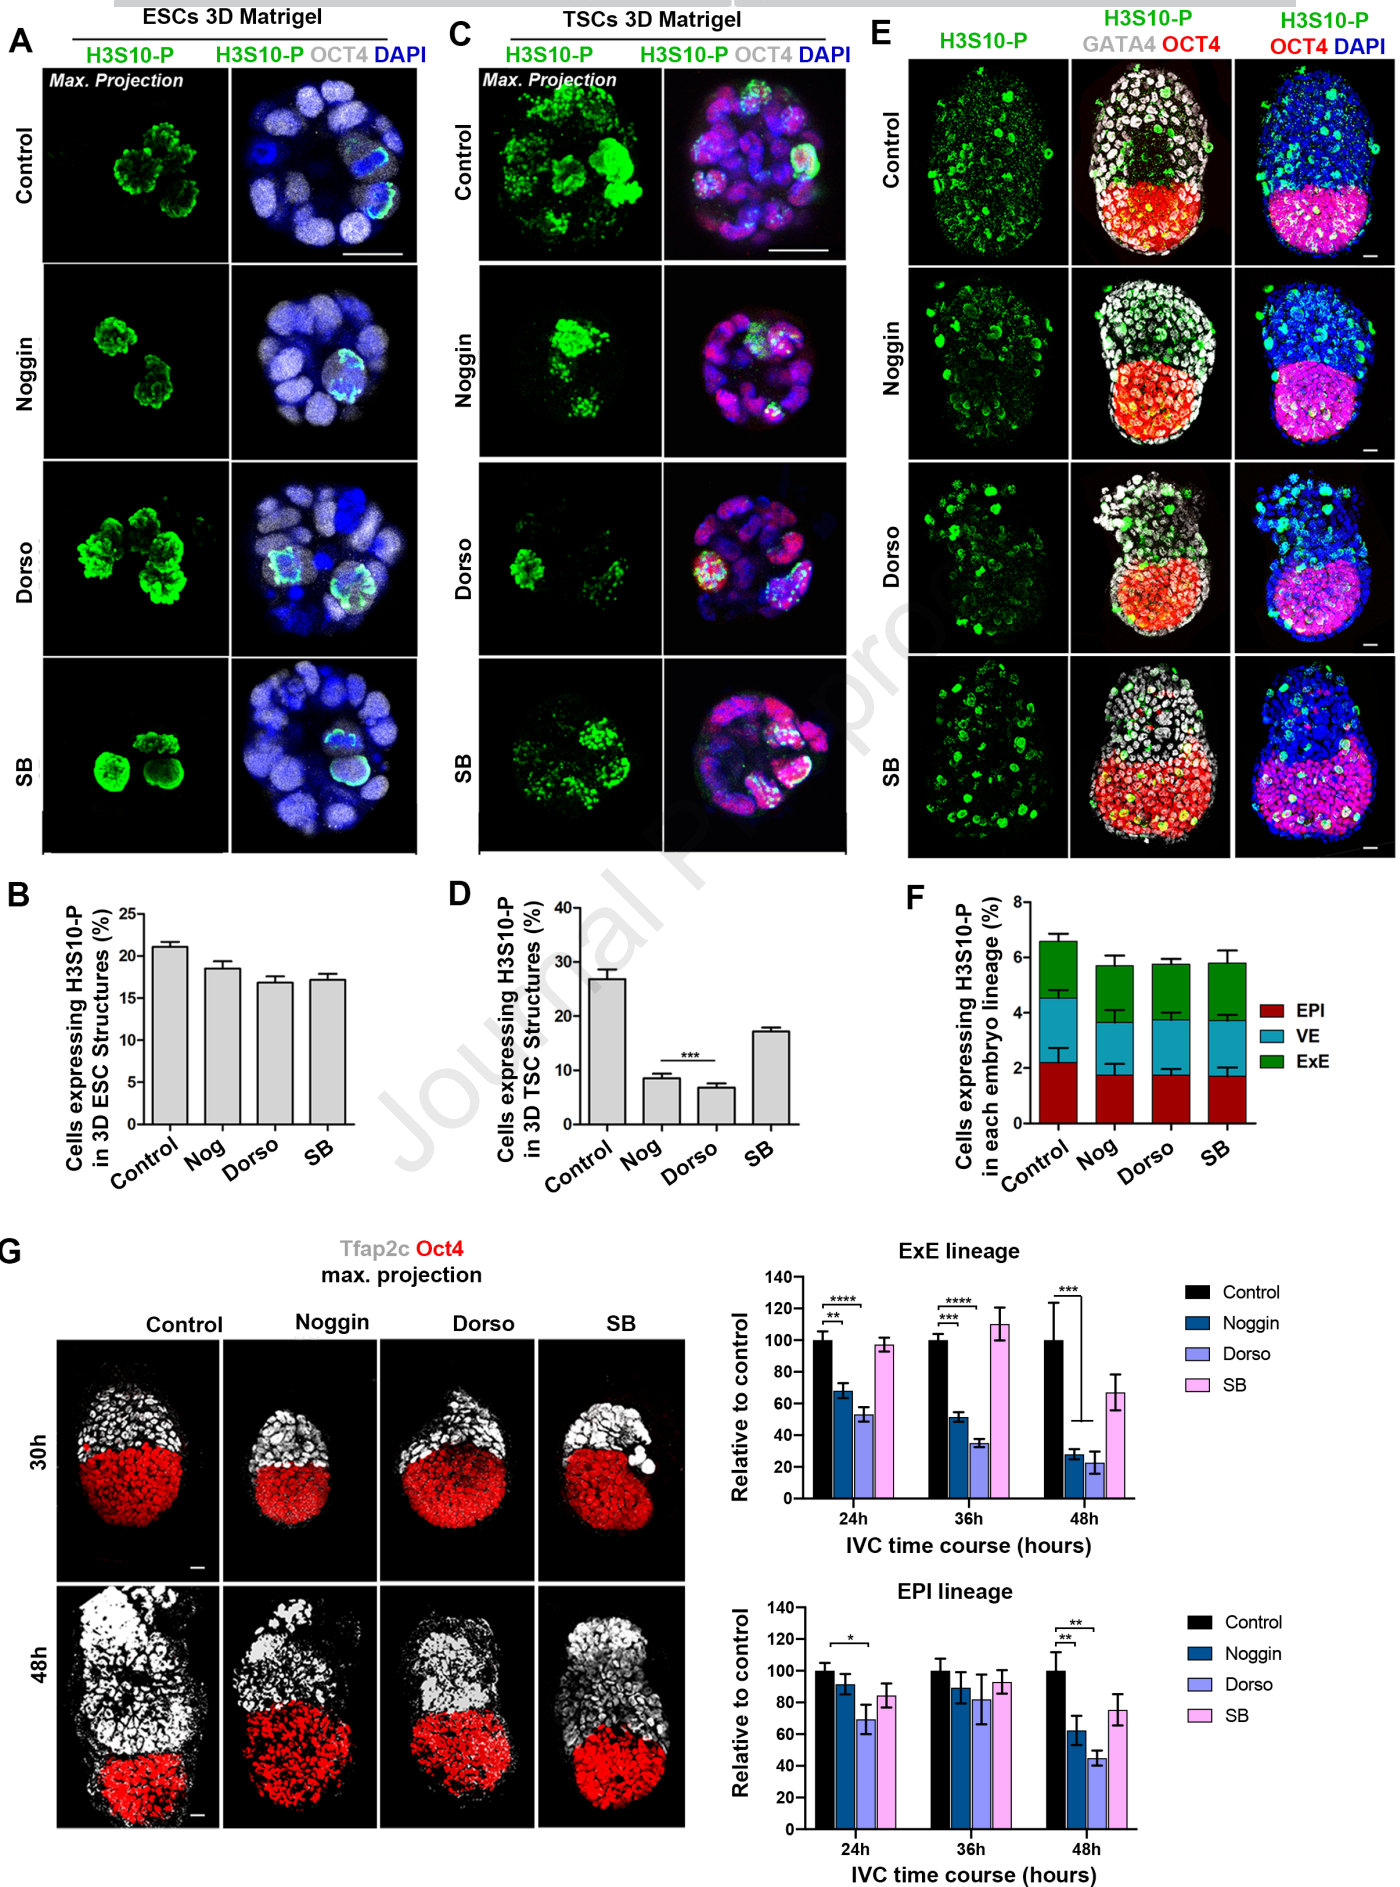 A
ESCs 3D Matrigel
H3S10-P
H3S10-P OCT4 DAPI
Max. Projection
Control
Noggin
Dorso
SB
C
TSCs 3D Matrigel
H3S10-P
H3S10-P OCT4 DAPI
Max. Projection
Control
Noggin
Dorso
SB
E
H3S10-P
H3S10-P
GATA4 OCT4
H3S10-P
OCT4 DAPI
Control
Noggin
Dorso
SB
B
Cells expressing H3S10-P
in 3D ESC Structures (%)
25
20
15
10
5
0
Control
Nog
Dorso
SB
D
Cells expressing H3S10-P
in 3D TSC Structures (%)
40
30
20
10
0
***
Control
Nog
Dorso
SB
F
Cells expressing H3S10-P
in each embryo lineage (%)
8
6
4
2
0
Control
Nog
Dorso
SB
EPI
VE
ExE
G
Tfap2c Oct4
max. projection
Control
Noggin
Dorso
SB
30h
48h
ExE lineage
Relative to control
140
120
100
80
60
40
20
0
****
**
****
***
***
24h
36h
48h
IVC time course (hours)
Control
Noggin
Dorso
SB
EPI lineage
Relative to control
140
120
100
80
60
40
20
0
*
**
**
24h
36h
48h
IVC time course (hours)
Control
Noggin
Dorso
SB
Journal